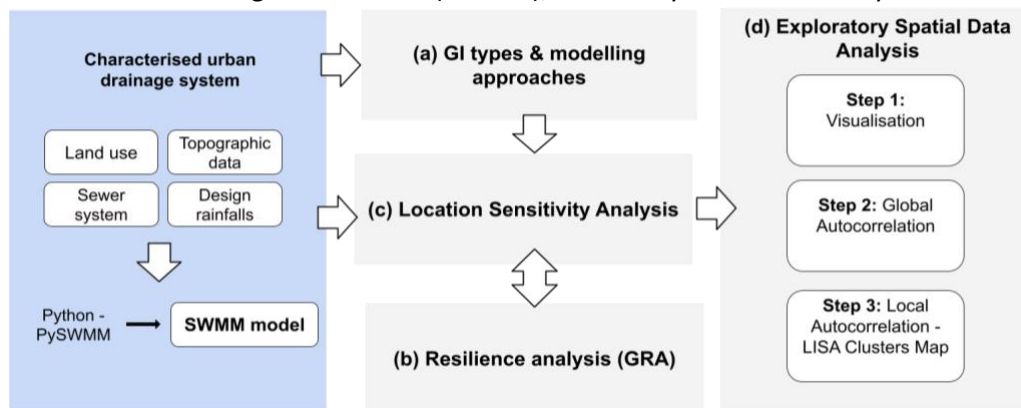 Characterised urban
drainage system
Land use
Topographic
data
Sewer
system
Design
rainfalls
Python -
PySWMM
SWMM model
(a) GI types & modelling
approaches
(c) Location Sensitivity Analysis
(b) Resilience analysis (GRA)
(d) Exploratory Spatial Data
Analysis
Step 1:
Visualisation
Step 2: Global
Autocorrelation
Step 3: Local
Autocorrelation -
LISA Clusters Map